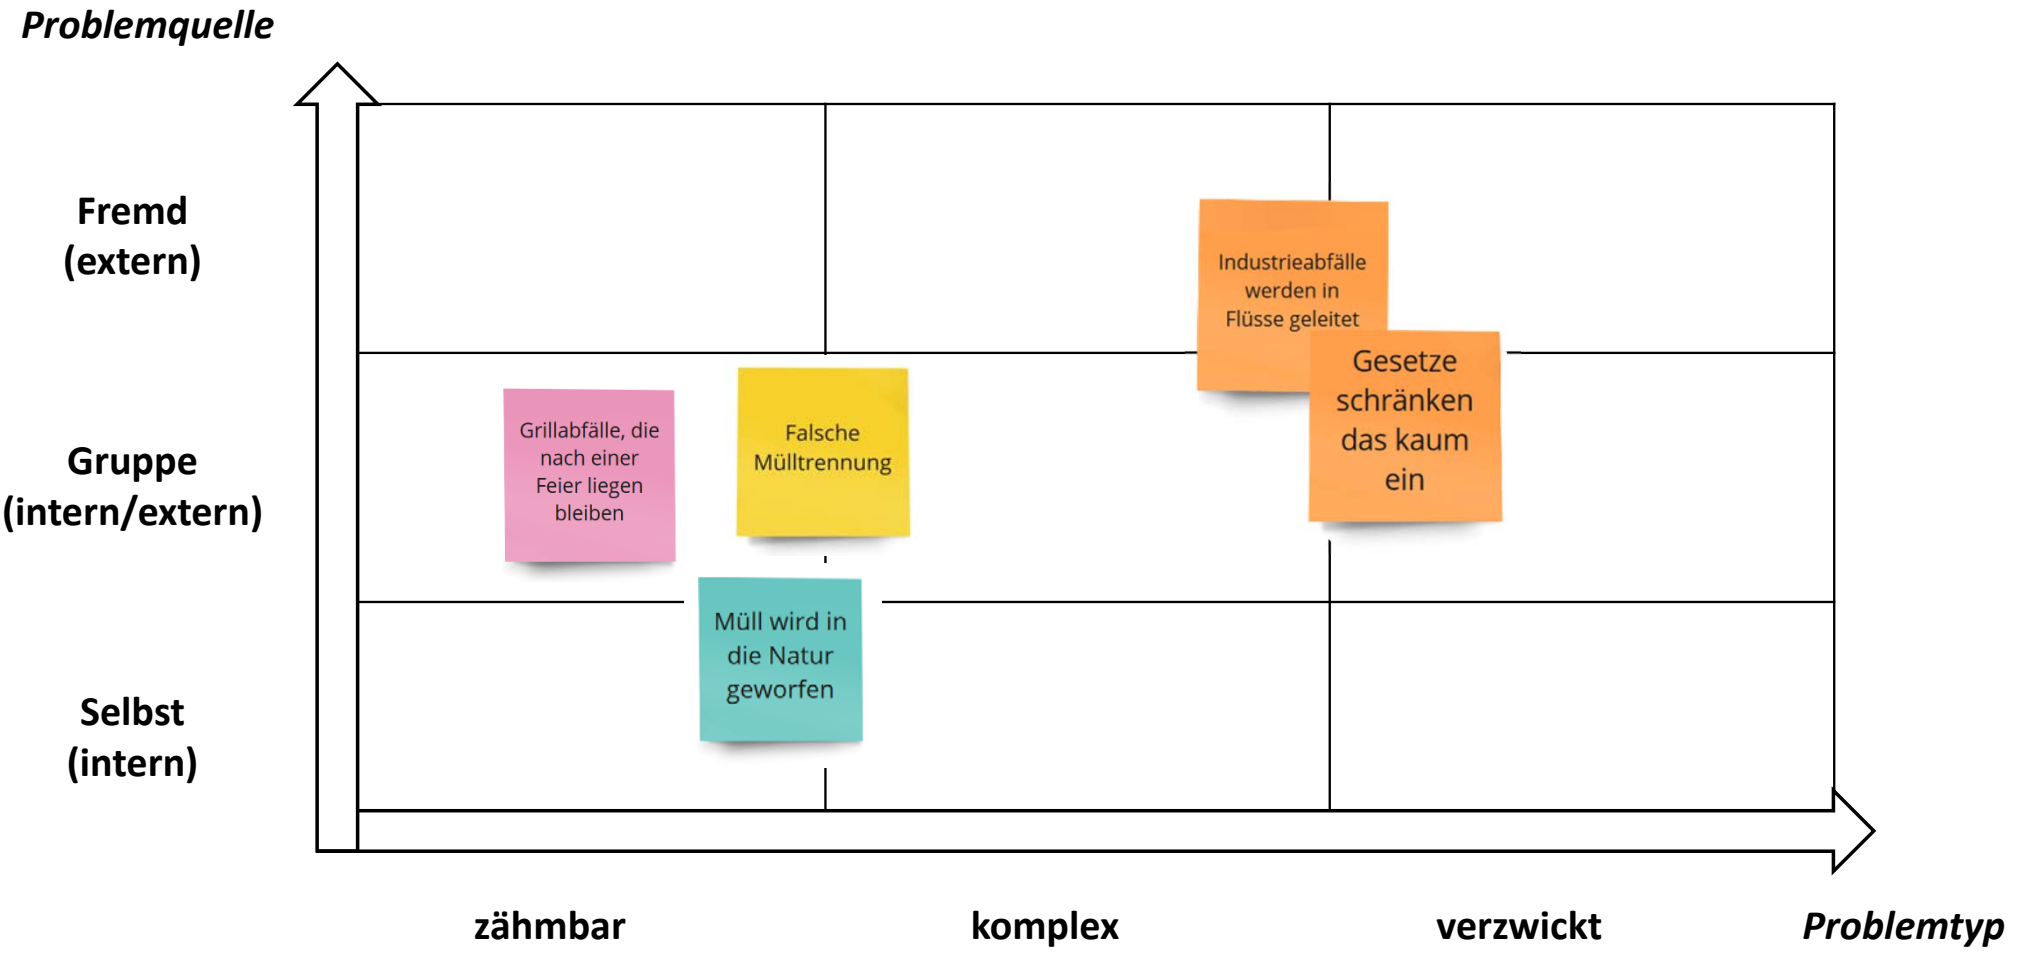 Problemquelle
Fremd
(extern)
Industrieabfälle
werden in
Flüsse geleitet
Gesetze
schränken
das kaum
ein
Gruppe
(intern/extern)
Grillabfälle, die
nach einer
Feier liegen
bleiben
Falsche
Mülltrennung
Müll wird in
die Natur
geworfen
Selbst
(intern)
zähmbar
komplex
verzwickt
Problemtyp